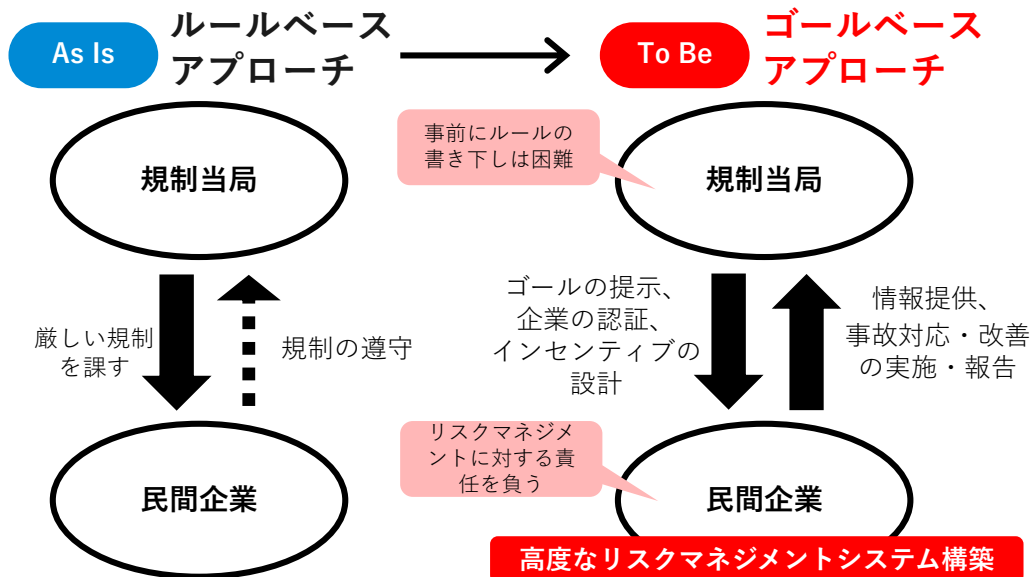 As Is
ルールベース
アプローチ
To Be
ゴールベース
アプローチ
規制当局
厳しい規制
を課す
規制の遵守
民間企業
事前にルールの
書き下しは困難
規制当局
ゴールの提示、
企業の認証、
インセンティブの
設計
情報提供、
事故対応・改善
の実施・報告
リスクマネジメ
ントに対する責
任を負う
民間企業
高度なリスクマネジメントシステム構築